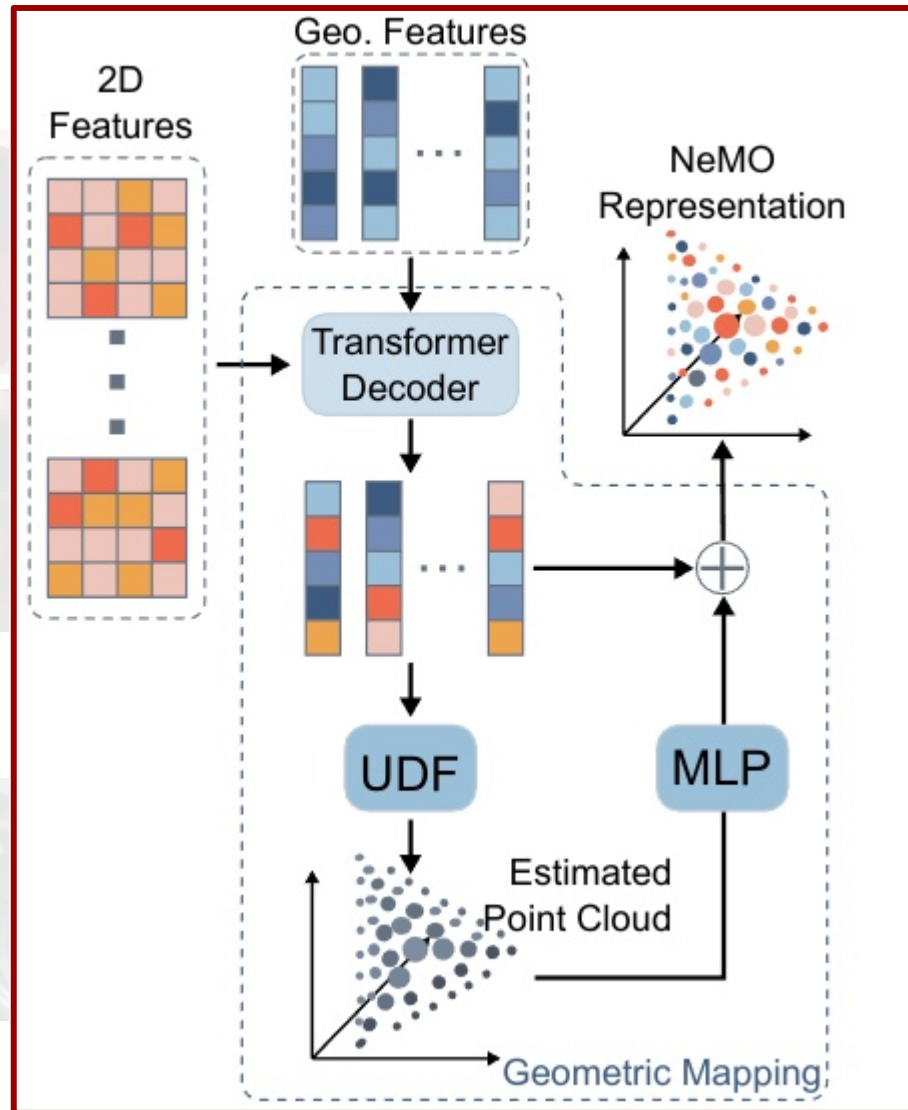 Geo. Features
2D
Features
NeMO
Representation
Transformer
Decoder
UDF
MLP
Estimated
Point Cloud
Geometric Mapping